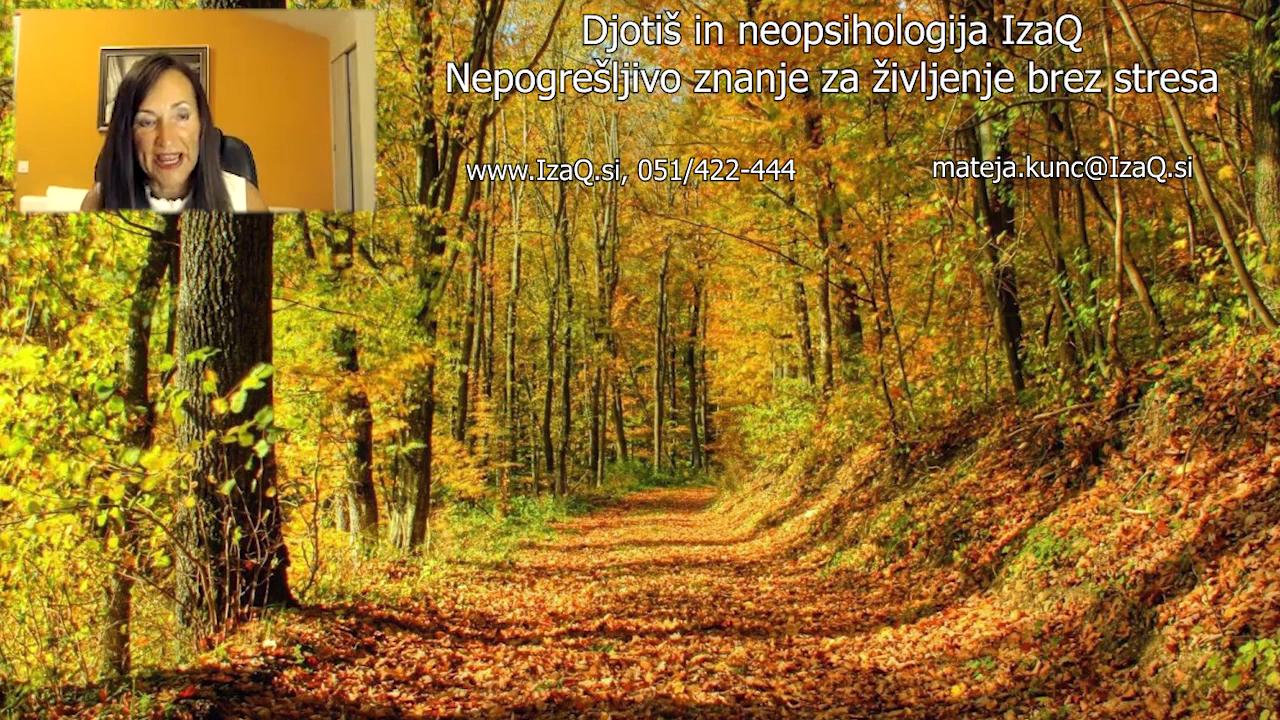 Djotiš in neopsihologija IzaQ
Nepogrešljivo znanje za življenje brez stresa
www.IzaQ.si, 051/422-444 mateja.kunc@IzaQ.si